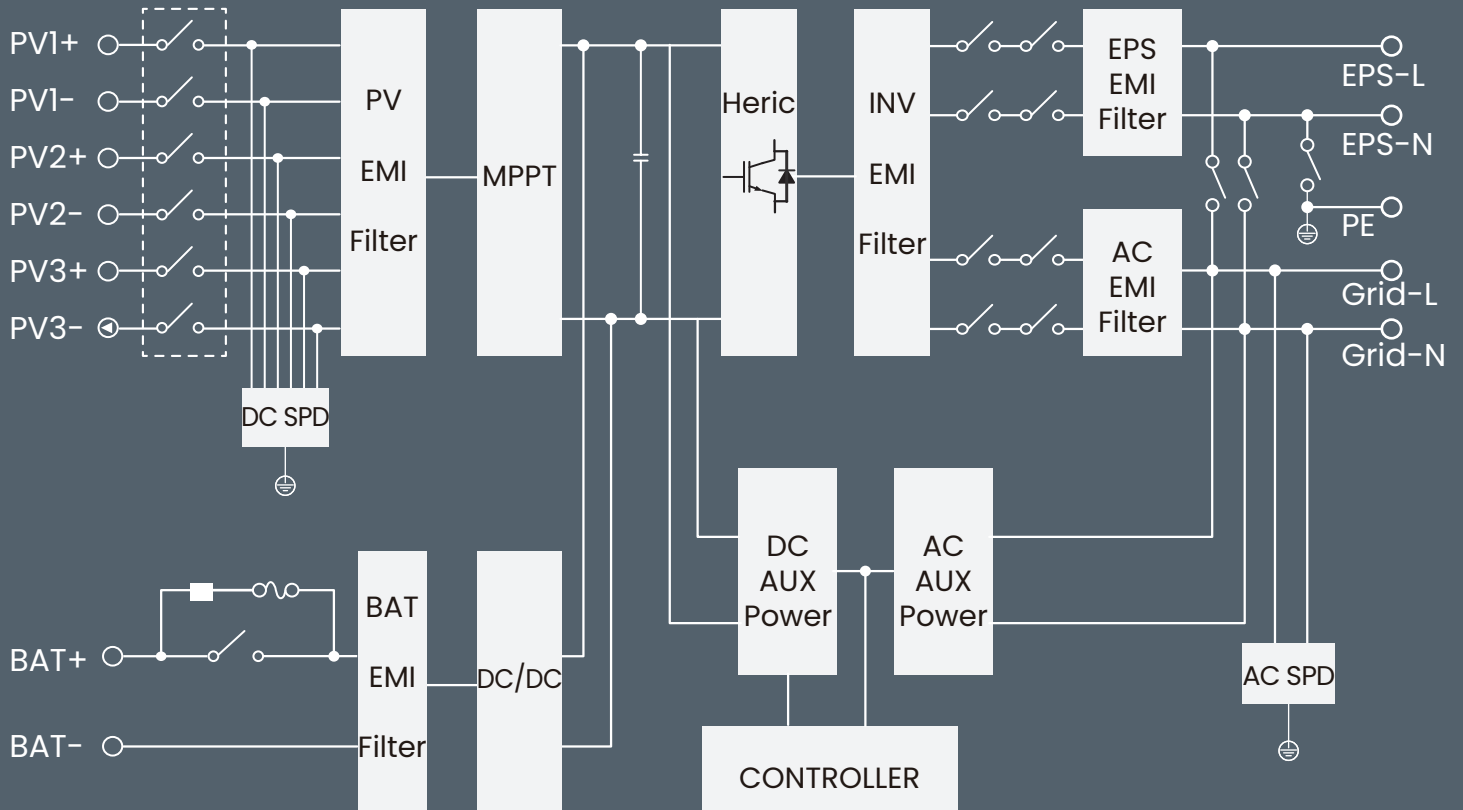 PV1+
PV1-
PV2+
PV2-
PV3+
PV3-
PV
EMI
Filter
MPPT
Heric
INV
EMI
Filter
EPS
EMI
Filter
AC
EMI
Filter
EPS-L
EPS-N
PE
Grid-L
Grid-N
DC SPD
BAT+
BAT-
BAT
EMI
Filter
DC/DC
DC
AUX
Power
AC
AUX
Power
AC SPD
CONTROLLER